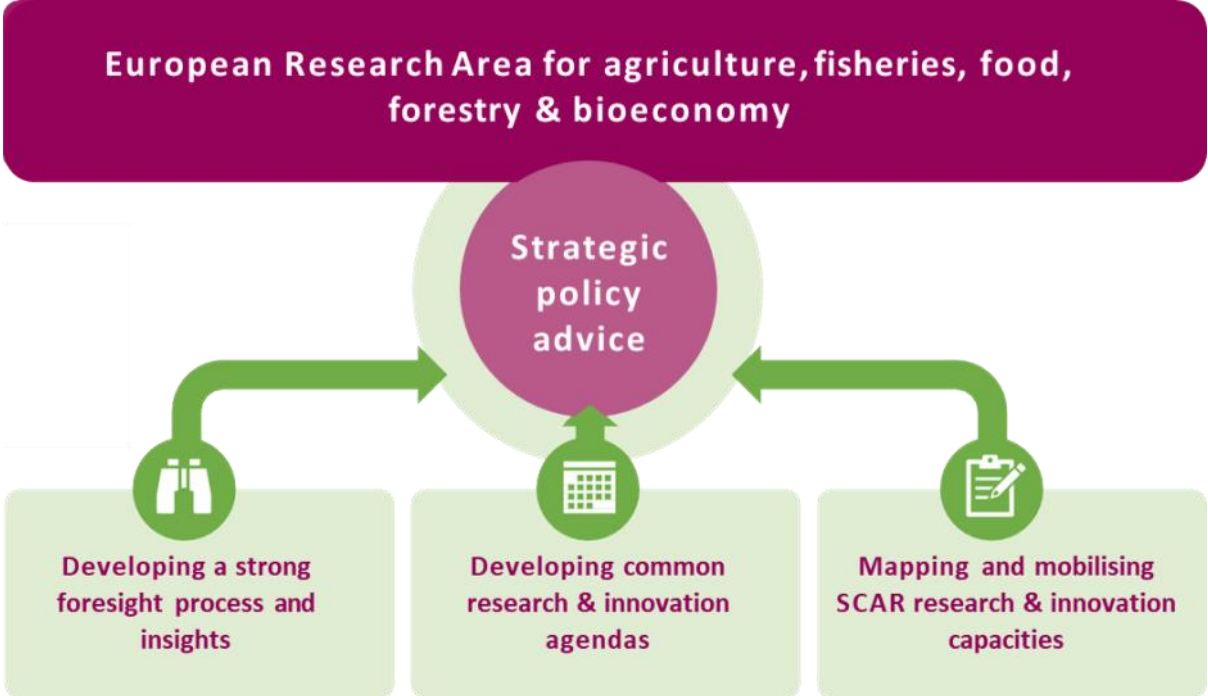 European Research Area for agriculture, fisheries, food,
forestry & bioeconomy
Strategic
policy
advice
Developing a strong
foresight process and
insights
Developing common
research & innovation
agendas
Mapping and mobilising
SCAR research & innovation
capacities